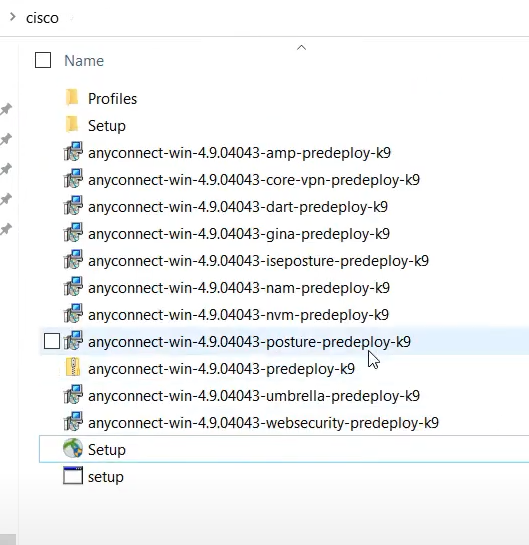 cisco
Name
Profiles
Setup
anyconnect-win-4.9.04043-amp-predeploy-k9
anyconnect-win-4.9.04043-core-vpn-predeploy-k9
anyconnect-win-4.9.04043-dart-predeploy-k9
anyconnect-win-4.9.04043-gina-predeploy-k9
anyconnect-win-4.9.04043-iseposture-predeploy-k9
anyconnect-win-4.9.04043-nam-predeploy-k9
anyconnect-win-4.9.04043-nvm-predeploy-k9
anyconnect-win-4.9.04043-posture-predeploy-k9
anyconnect-win-4.9.04043-predeploy-k9
anyconnect-win-4.9.04043-umbrella-predeploy-k9
anyconnect-win-4.9.04043-websecurity-predeploy-k9
Setup
setup